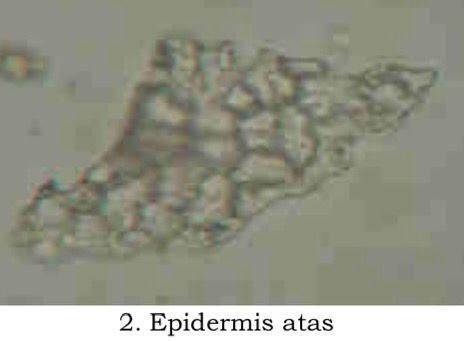 2. Epidermis atas